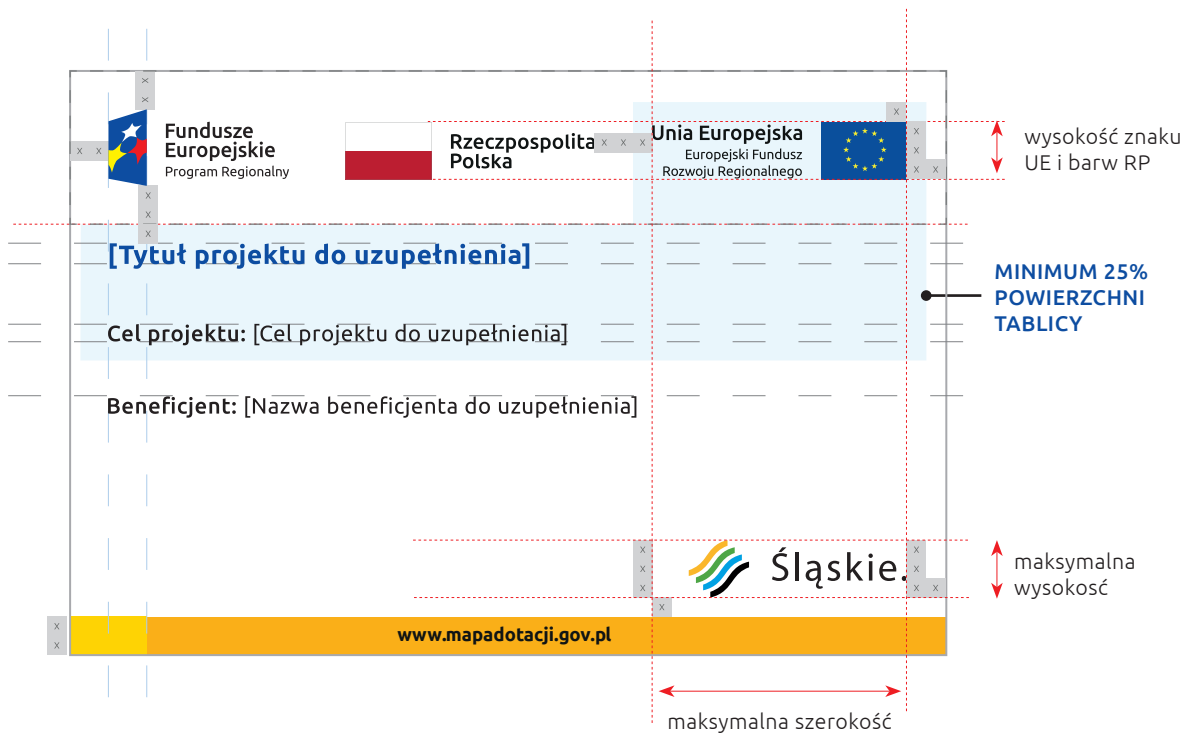 x
x
Fundusze
Europejskie
Program Regionalny
x x
x
x
x
Rzeczpospolita
Polska
x x x
Unia Europejska
Europejski Fundusz
Rozwoju Regionalnego
x
x
x
x x
wysokość znaku
UE i barw RP
[Tytuł projektu do uzupełnienia]
MINIMUM 25%
POWIERZCHNI
TABLICY
Cel projektu: [Cel projektu do uzupełnienia]
Beneficjent: [Nazwa beneficjenta do uzupełnienia]
x
x
x
x
Śląskie.
x
x
x x
maksymalna
wysokosć
x
x
www.mapadotacji.gov.pl
maksymalna szerokość